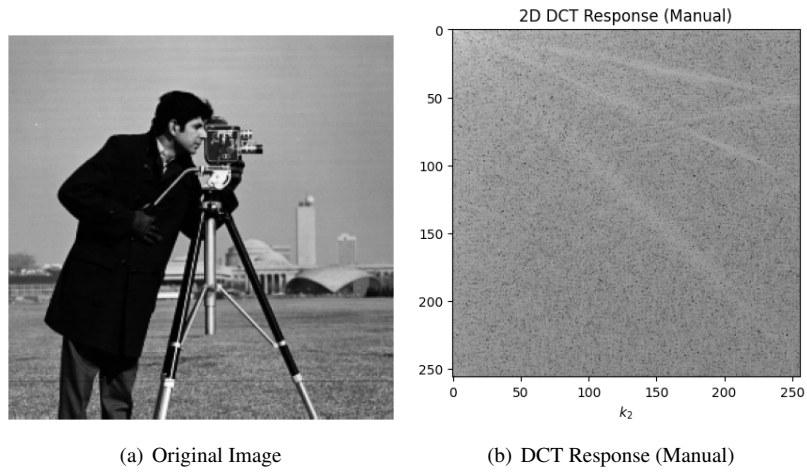 2D DCT Response (Manual)
0
50
100
150
200
250
0 50 100 150 200 250
k₂
(a) Original Image
(b) DCT Response (Manual)